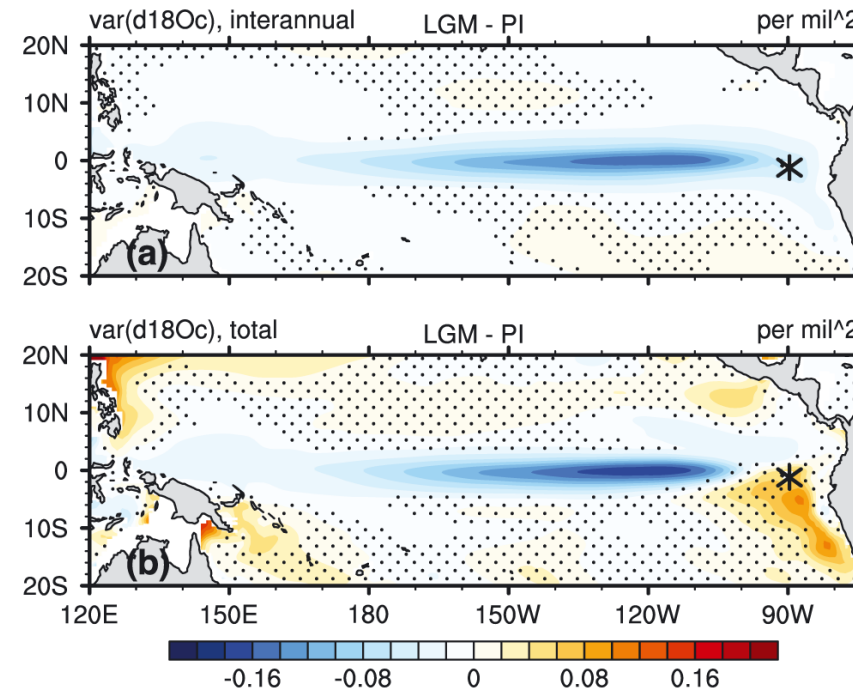 var(d18Oc), interannual LGM - PI per mil^2
20N
10N
0
10S
20S
(a)
var(d18Oc), total LGM - PI per mil^2
20N
10N
0
10S
20S
(b)
120E 150E 180 150W 120W 90W
-0.16 -0.08 0 0.08 0.16